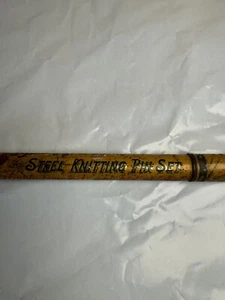 STEEL KNITTING PIN SET